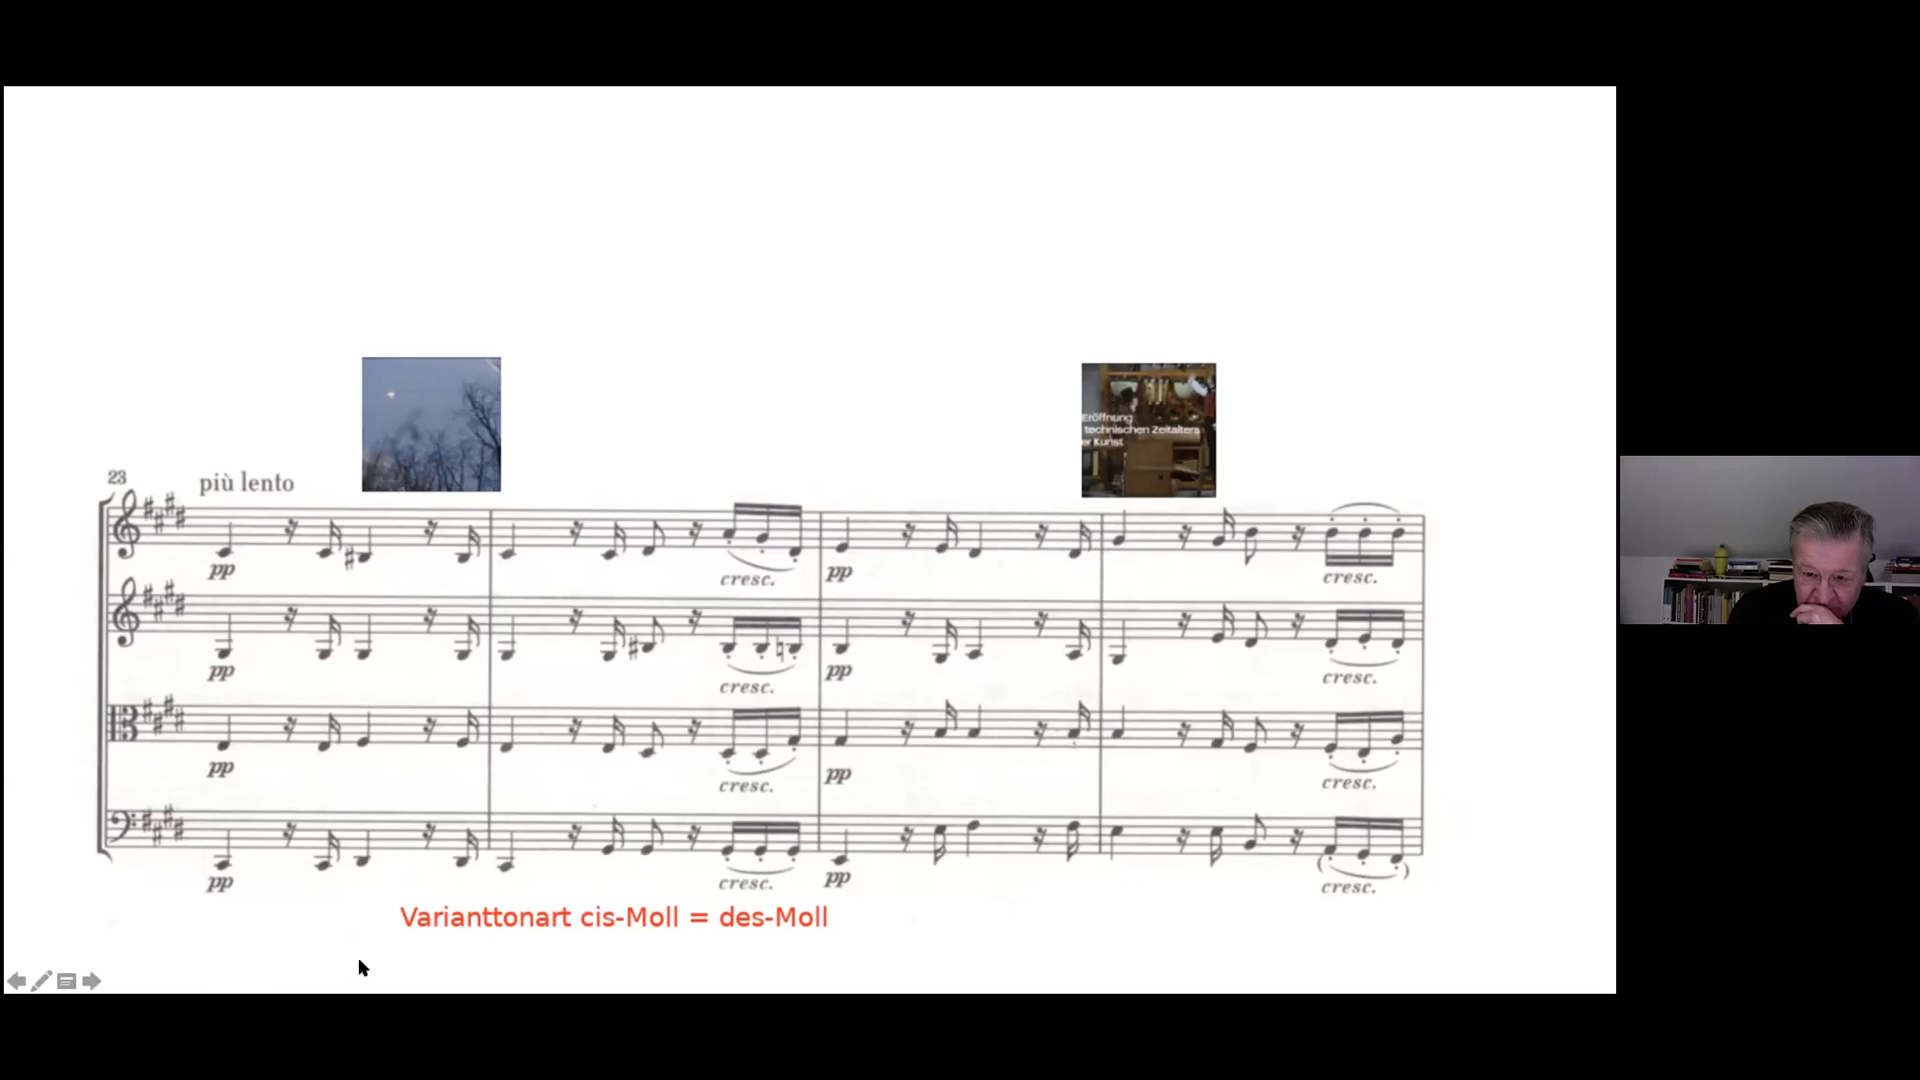 Eröffnung
technischen Zeitalters
er Kunst
23
più lento
pp
cresc.
pp
cresc.
pp
cresc.
pp
cresc.
pp
cresc.
pp
cresc.
pp
cresc.
pp
cresc.
Varianttonart cis-Moll = des-Moll